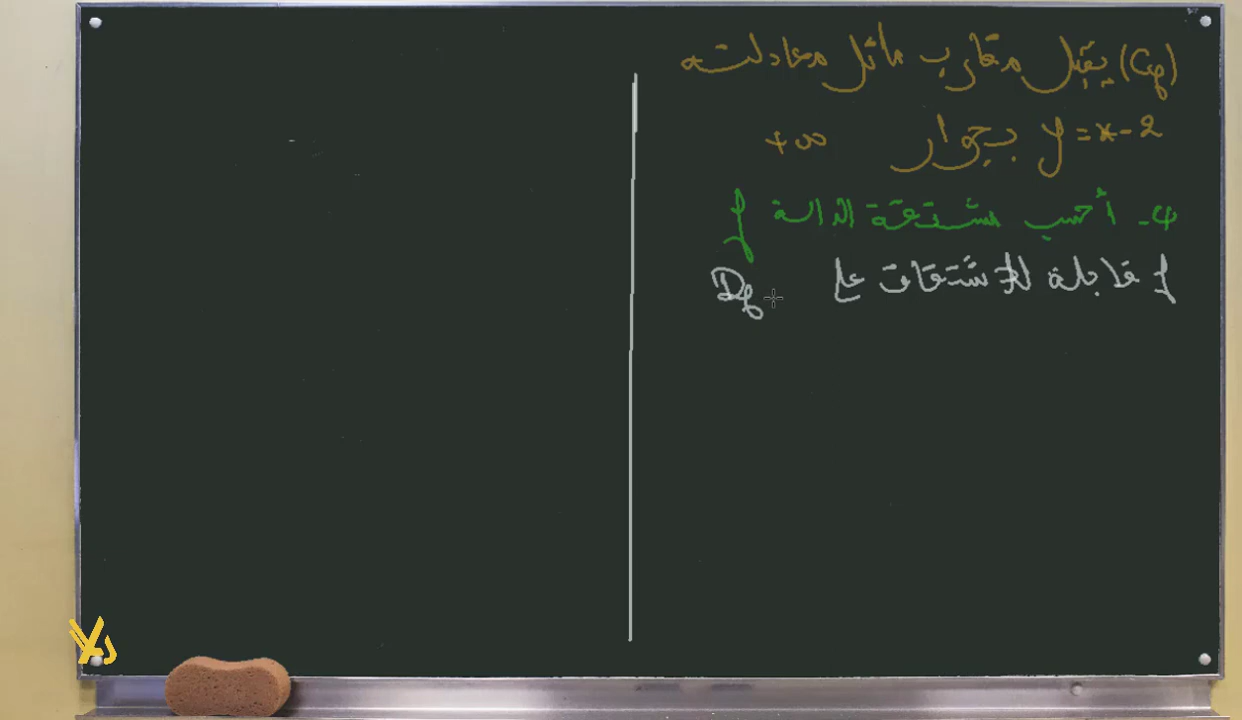 (Cf) يقبل مقارب مائل معادلته
y = x - 2 بجوار +∞
4 - أحسب مشتقة الدالة f
f قابلة للاشتقاق على Df